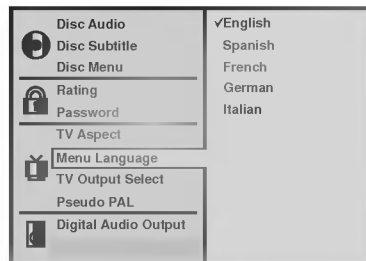 Disc Audio
Disc Subtitle
Disc Menu
Rating
Password
TV Aspect
Menu Language
TV Output Select
Pseudo PAL
Digital Audio Output
✓English
Spanish
French
German
Italian